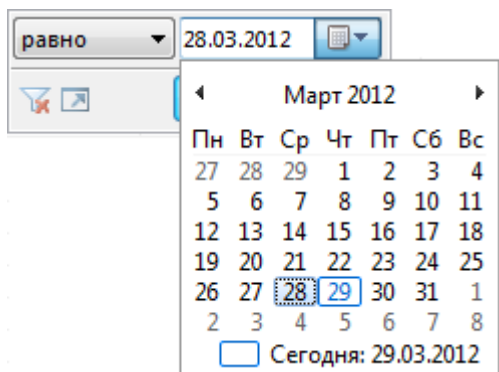 равно 28.03.2012
Март 2012
Пн Вт Ср Чт Пт Сб Вс
27 28 29 1 2 3 4
5 6 7 8 9 10 11
12 13 14 15 16 17 18
19 20 21 22 23 24 25
26 27 28 29 30 31 1
2 3 4 5 6 7 8
Сегодня: 29.03.2012